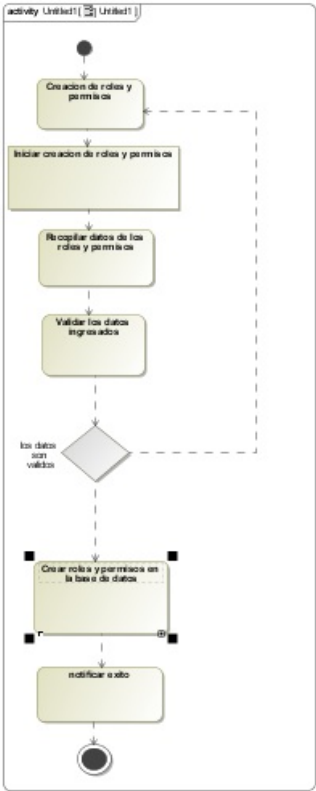 activity Untitled1[ Untitled1 ]
Creacion de roles y
permisos
Iniciar creacion de roles y permisos
Recopilar datos de los
roles y permisos
Validar los datos
ingresados
los datos
son
validos
Crear roles y permisos en
la base de datos
notificar exito